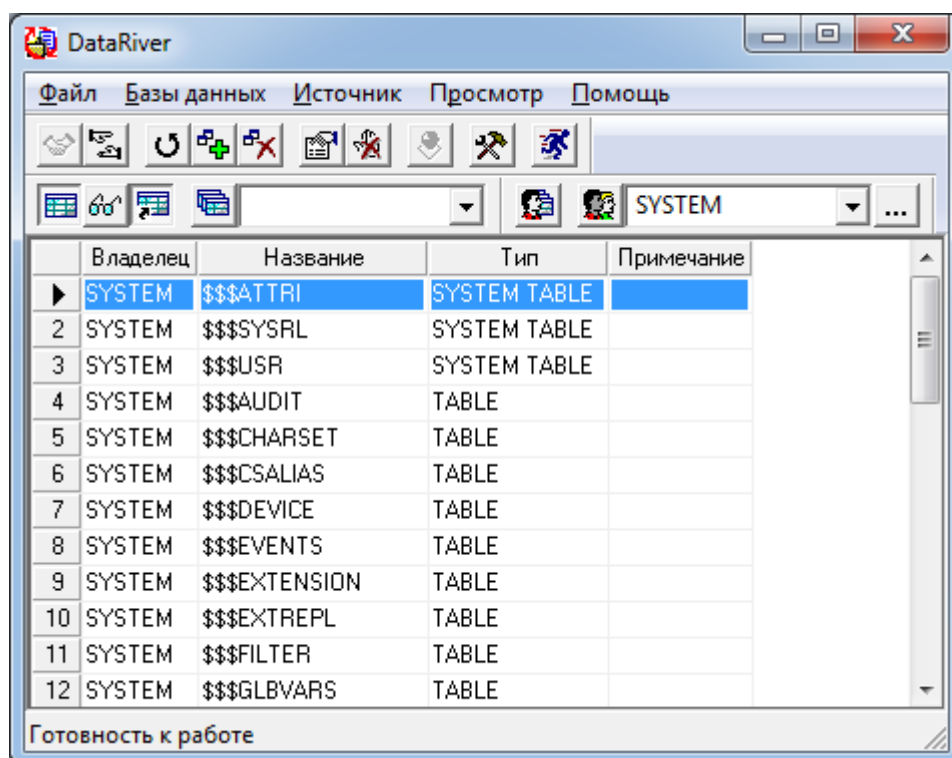 DataRiver
Файл Базы данных Источник Просмотр Помощь
SYSTEM ...
Владелец Название Тип Примечание
SYSTEM $$$ATTRI SYSTEM TABLE
2 SYSTEM $$$SYSRL SYSTEM TABLE
3 SYSTEM $$$USR SYSTEM TABLE
4 SYSTEM $$$AUDIT TABLE
5 SYSTEM $$$CHARSET TABLE
6 SYSTEM $$$CSALIAS TABLE
7 SYSTEM $$$DEVICE TABLE
8 SYSTEM $$$EVENTS TABLE
9 SYSTEM $$$EXTENSION TABLE
10 SYSTEM $$$EXTREPL TABLE
11 SYSTEM $$$FILTER TABLE
12 SYSTEM $$$GLBVARS TABLE
Готовность к работе